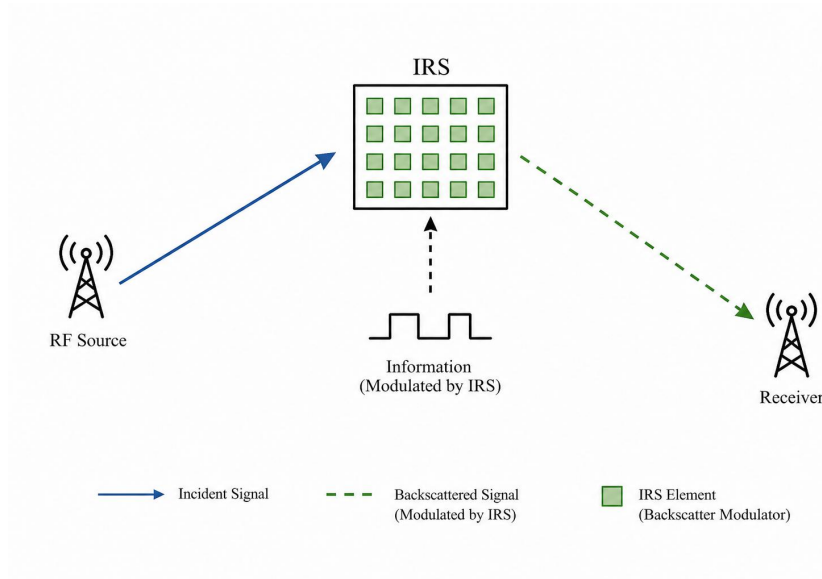 IRS
RF Source
Information
(Modulated by IRS)
Receiver
Incident Signal
Backscattered Signal
(Modulated by IRS)
IRS Element
(Backscatter Modulator)